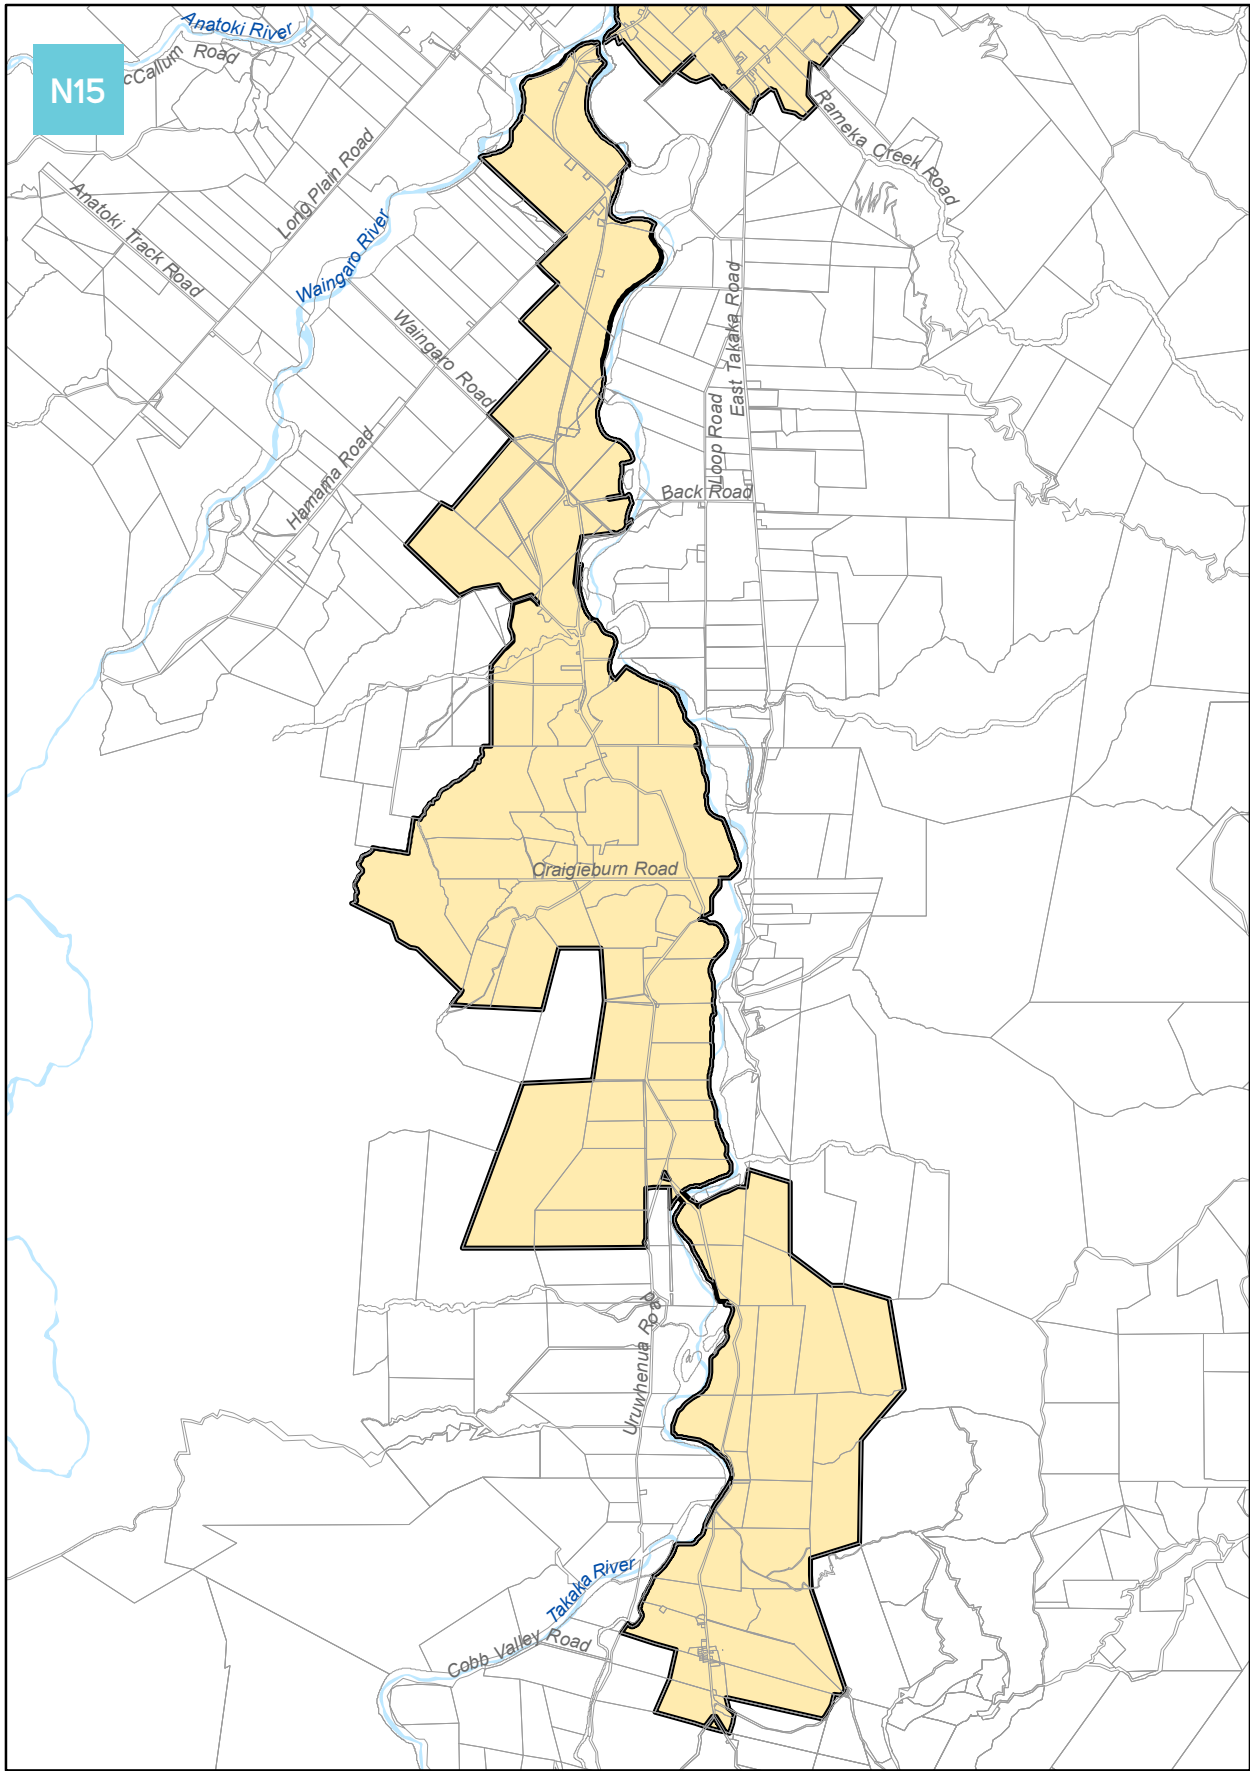 Anatoki River
cCallum Road
N15
Rameka Creek Road
Long Plain Road
Anatoki Track Road
Waingaro River
Waingaro Road
East Takaka Road
Loop Road
Hamama Road
Back Road
Craigieburn Road
Uruwhenua Road
Takaka River
Cobb Valley Road